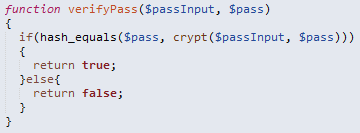 function verifyPass($passInput, $pass)
{
  if(hash_equals($pass, crypt($passInput, $pass)))
  {
    return true;
  }else{
    return false;
  }
}